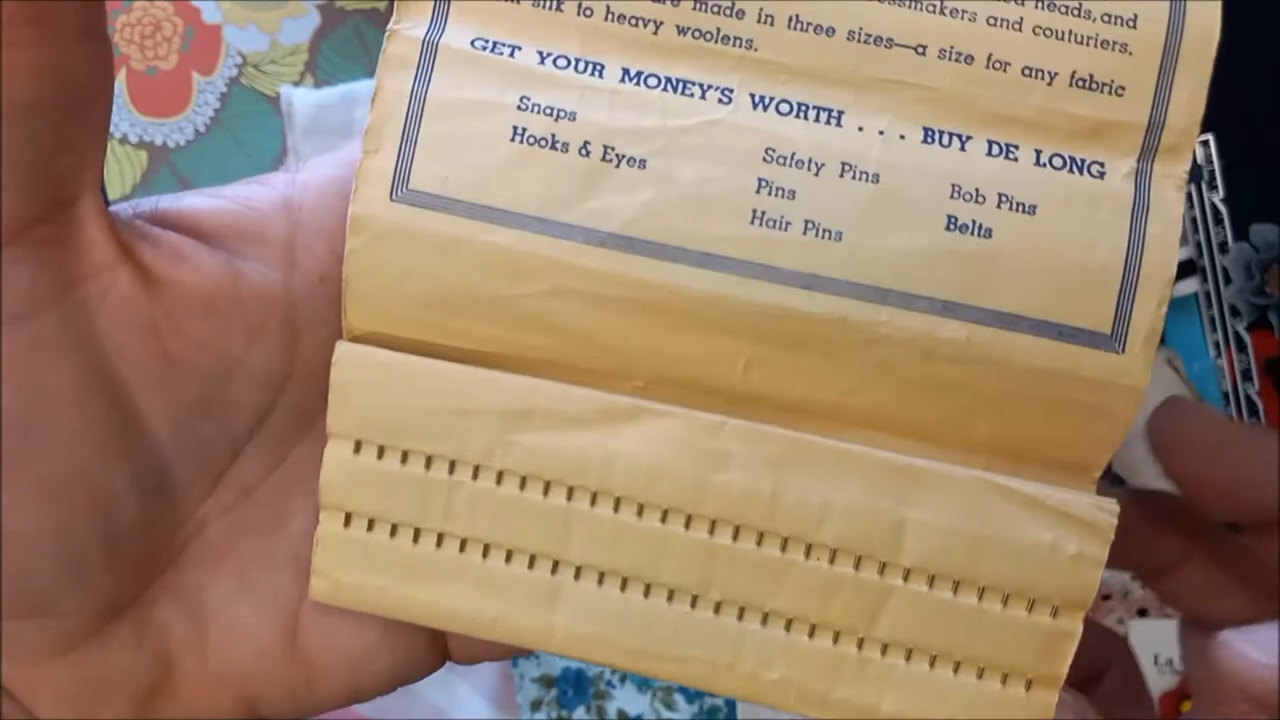 heads, and
smakers and couturiers.
made in three sizes—a size for any fabric
silk to heavy woolens.
GET YOUR MONEY'S WORTH . . . BUY DE LONG
Snaps
Hooks & Eyes
Safety Pins
Pins
Hair Pins
Bob Pins
Belts